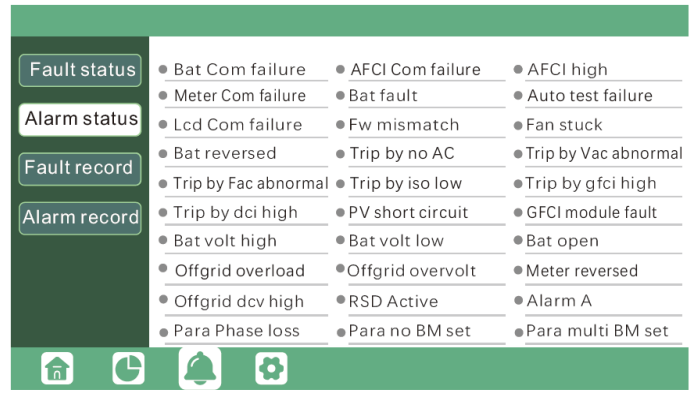 Fault status
Alarm status
Fault record
Alarm record
Bat Com failure AFCI Com failure AFCI high
Meter Com failure Bat fault Auto test failure
Lcd Com failure Fw mismatch Fan stuck
Bat reversed Trip by no AC Trip by Vac abnormal
Trip by Fac abnormal Trip by iso low Trip by gfci high
Trip by dci high PV short circuit GFCI module fault
Bat volt high Bat volt low Bat open
Offgrid overload Offgrid overvolt Meter reversed
Offgrid dcv high RSD Active Alarm A
Para Phase loss Para no BM set Para multi BM set